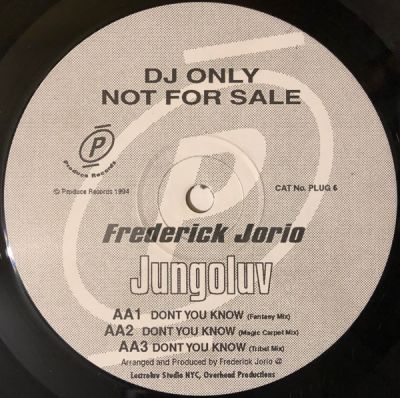 DJ ONLY
NOT FOR SALE
P
Produce Records
℗ Produce Records 1994
CAT No. PLUG 6
Frederick Jorio
Jungoluv
AA1 DONT YOU KNOW (Fantasy Mix)
AA2 DONT YOU KNOW (Magic Carpet Mix)
AA3 DONT YOU KNOW (Tribal Mix)
Arranged and Produced by Frederick Jorio @
Lectroluv Studio NYC, Overhead Productions